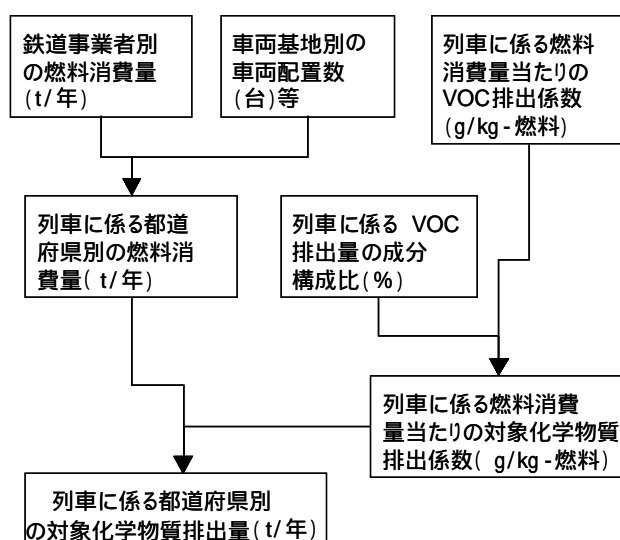 鉄道事業者別
の燃料消費量
(t/年)
車両基地別の
車両配置数
(台)等
列車に係る燃料
消費量当たりの
VOC排出係数
(g/kg-燃料)
列車に係る都道
府県別の燃料消
費量( t/年)
列車に係る VOC
排出量の成分
構成比(%)
列車に係る燃料消費
量当たりの対象化学物質
排出係数( g/kg-燃料)
列車に係る都道府県別
の対象化学物質排出量(t/年)